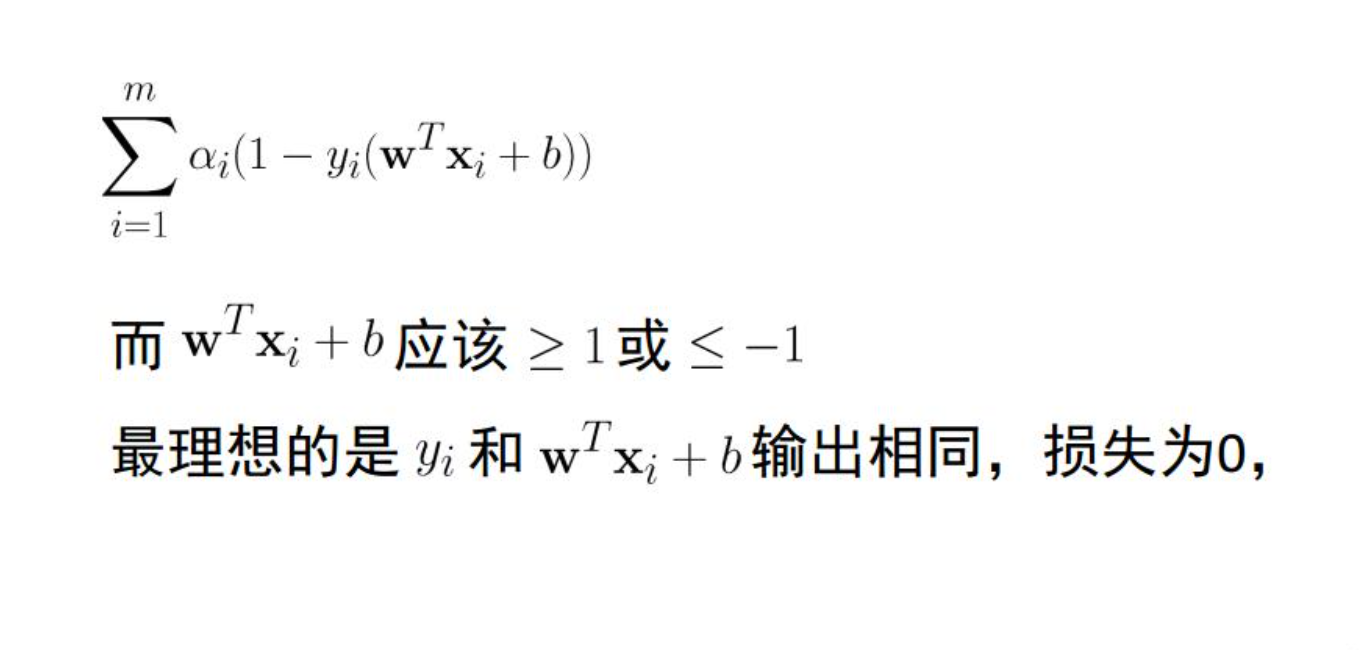 $\sum_{i=1}^{m} \alpha_i(1 - y_i(\mathbf{w}^T \mathbf{x}_i + b))$
而 $\mathbf{w}^T \mathbf{x}_i + b$ 应该 $\geq 1$ 或 $\leq -1$
最理想的是 $y_i$ 和 $\mathbf{w}^T \mathbf{x}_i + b$ 输出相同，损失为0，